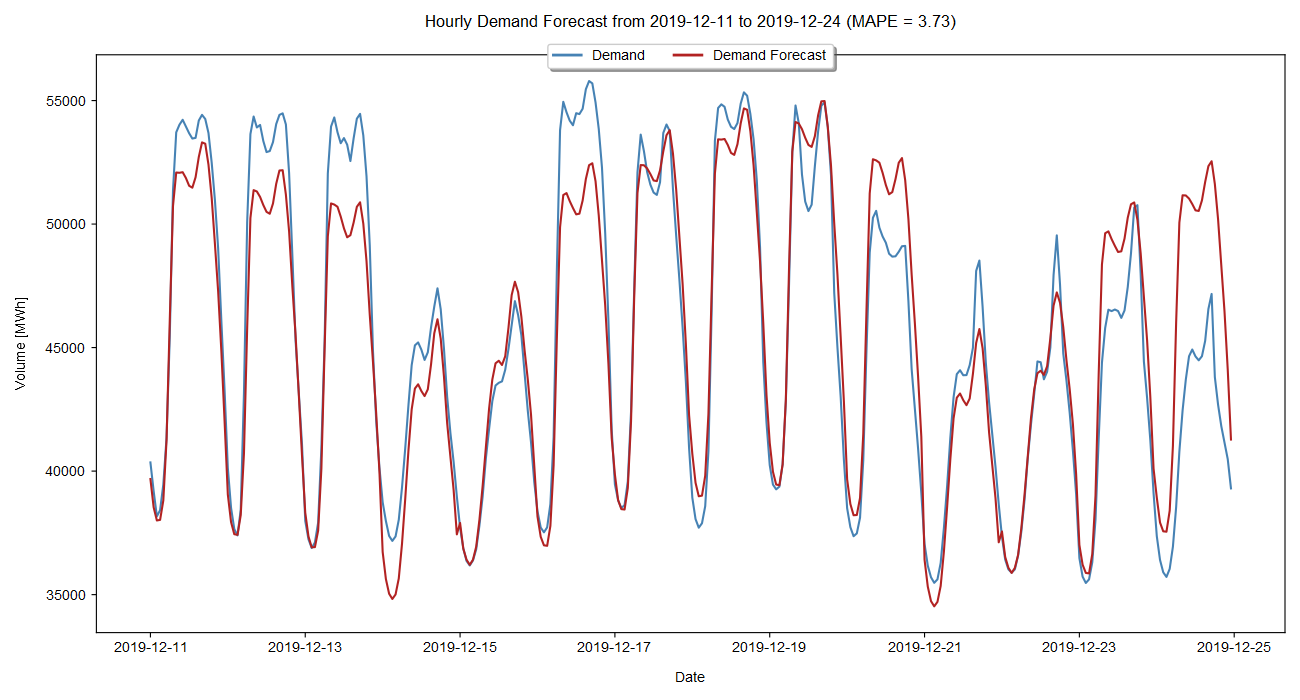 Hourly Demand Forecast from 2019-12-11 to 2019-12-24 (MAPE = 3.73)
Demand
Demand Forecast
Volume [MWh]
55000
50000
45000
40000
35000
2019-12-11
2019-12-13
2019-12-15
2019-12-17
2019-12-19
2019-12-21
2019-12-23
2019-12-25
Date